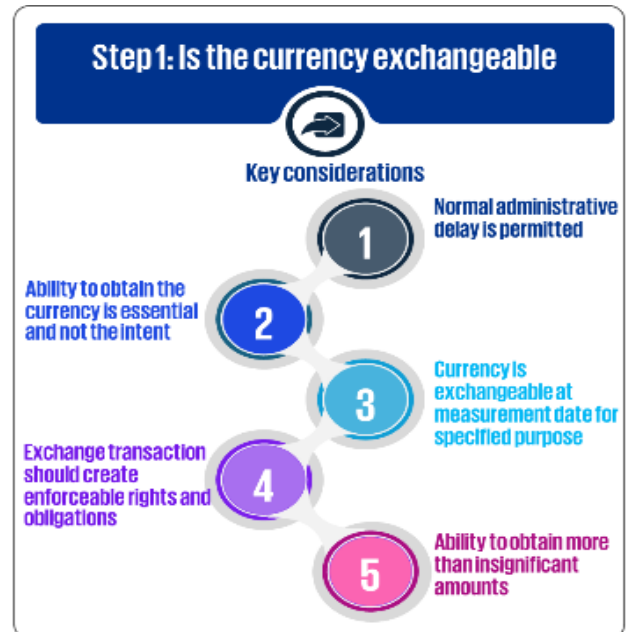 Step 1: Is the currency exchangeable
Key considerations
1
Normal administrative
delay is permitted
Ability to obtain the
currency is essential
and not the intent
2
3
Currency is
exchangeable at
measurement date for
specified purpose
Exchange transaction
should create
enforceable rights and
obligations
4
5
Ability to obtain more
than insignificant
amounts